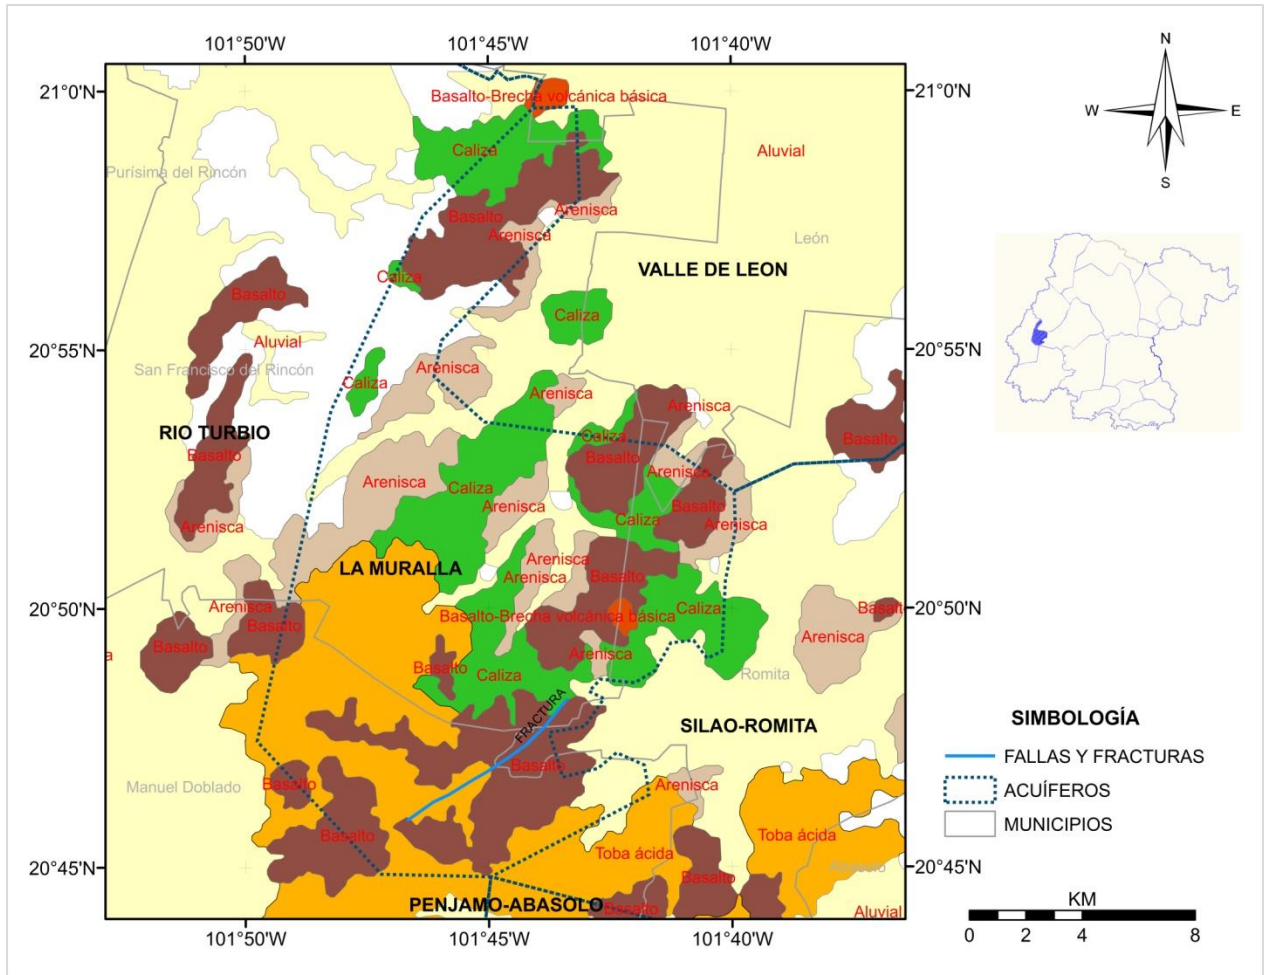 101°50'W
101°45'W
101°40'W
21°0'N
21°0'N
Basalto-Brecha volcánica básica
Caliza
Aluvial
Purísima del Rincón
Arenisca
Basalto
Arenisca
León
Caliza
VALLE DE LEON
Basalto
Caliza
Aluvial
20°55'N
20°55'N
San Francisco del Rincón
Arenisca
Caliza
Arenisca
Arenisca
RIO TURBIO
Caliza
Basalto
Basalto
Basalto
Arenisca
Arenisca
Caliza
Arenisca
Basalto
Arenisca
Caliza
Arenisca
Arenisca
LA MURALLA
Arenisca
Basalto
20°50'N
20°50'N
Arenisca
Caliza
Basalto
Basalto-Brecha volcánica básica
Basalto
Arenisca
Basalto
a
Arenisca
Basalto
Caliza
Romita
FRACTURA
SILAO-ROMITA
Basalto
Manuel Doblado
Basalto
Arenisca
Basalto
Toba ácida
Toba ácida
20°45'N
20°45'N
Basalto
PENJAMO-ABASOLO
Basalto
Aluvial
101°50'W
101°45'W
101°40'W
N
W
E
S
SIMBOLOGÍA
FALLAS Y FRACTURAS
ACUÍFEROS
MUNICIPIOS
KM
0 2 4 8